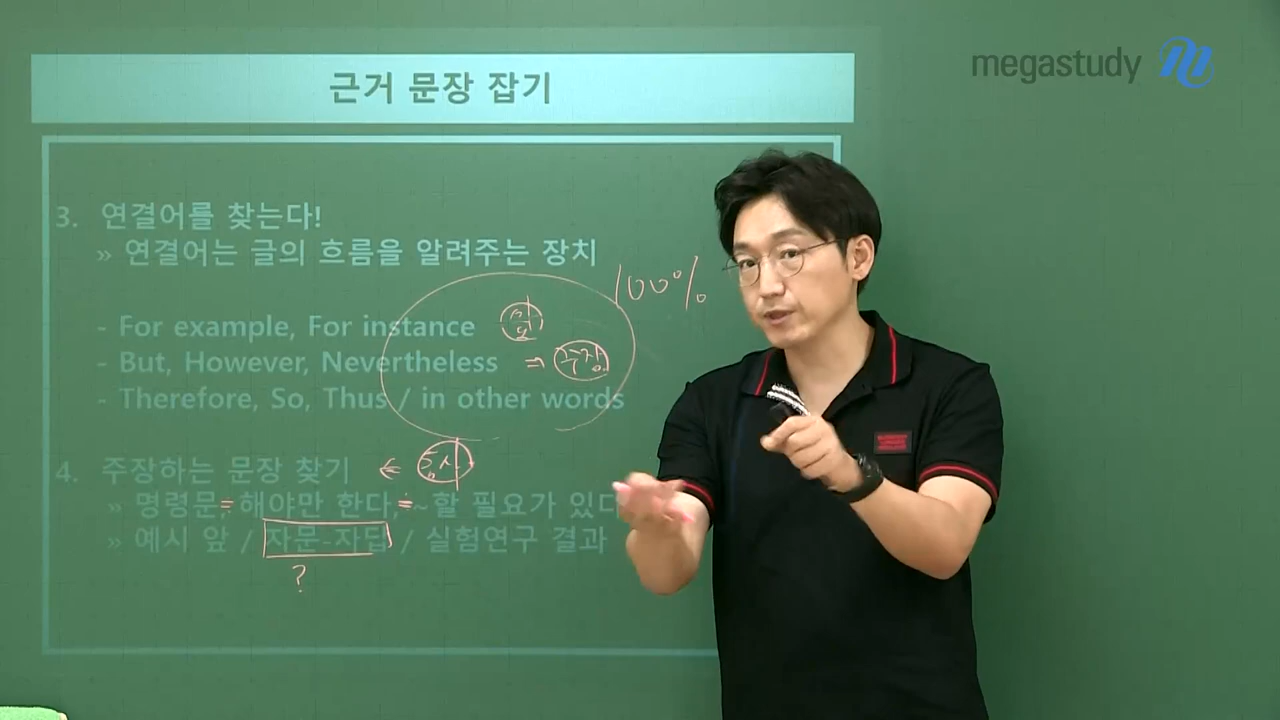 megastudy
근거 문장 잡기
3. 연결어를 찾는다!
» 연결어는 글의 흐름을 알려주는 장치
100%
- For example, For instance
- But, However, Nevertheless
⇒ 주장
- Therefore, So, Thus / in other words
4. 주장하는 문장 찾기
» 명령문 = 해야만 한다, = ~할 필요가 있다
» 예시 앞 / 자문-자답 / 실험연구 결과
?